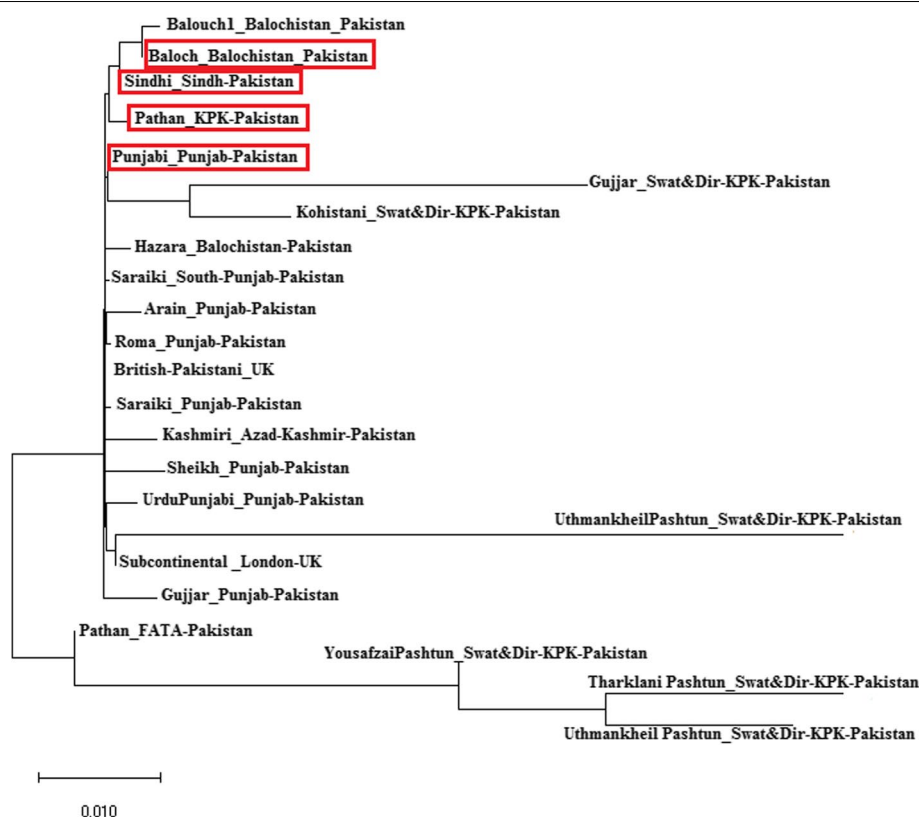 Balouch1_Balochistan_Pakistan
Baloch_Balochistan_Pakistan
Sindhi_Sindh-Pakistan
Pathan_KPK-Pakistan
Punjabi_Punjab-Pakistan
Gujjar_Swat&Dir-KPK-Pakistan
Kohistani_Swat&Dir-KPK-Pakistan
Hazara_Balochistan-Pakistan
Saraiki_South-Punjab-Pakistan
Arain_Punjab-Pakistan
Roma_Punjab-Pakistan
British-Pakistani_UK
Saraiki_Punjab-Pakistan
Kashmiri_Azad-Kashmir-Pakistan
Sheikh_Punjab-Pakistan
UrduPunjabi_Punjab-Pakistan
UthmankheilPashtun_Swat&Dir-KPK-Pakistan
Subcontinental_London-UK
Gujjar_Punjab-Pakistan
Pathan_FATA-Pakistan
YousafzaiPashtun_Swat&Dir-KPK-Pakistan
Tharklani Pashtun_Swat&Dir-KPK-Pakistan
Uthmankheil Pashtun_Swat&Dir-KPK-Pakistan
0.010